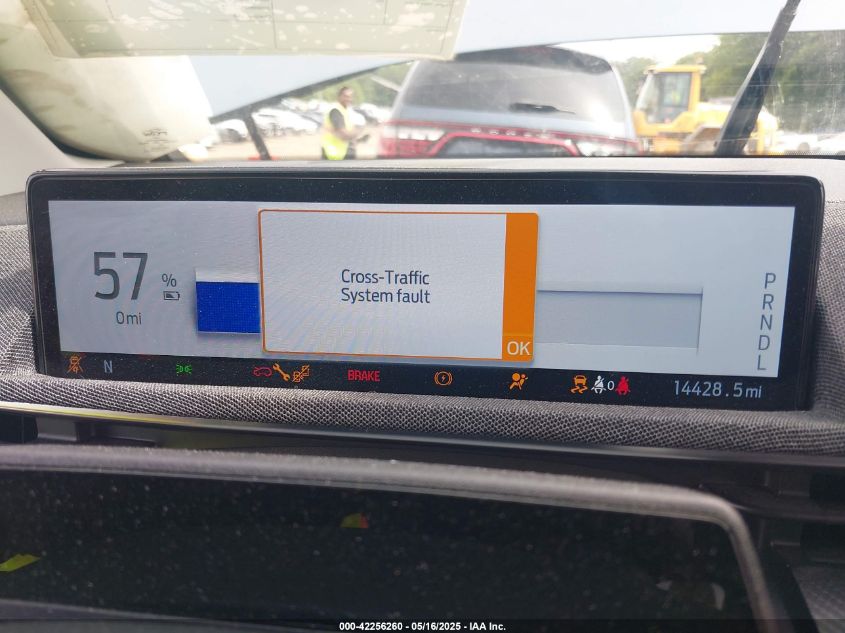 57 %
0mi
Cross-Traffic
System fault
OK
P
R
N
D
L
N
BRAKE
0
14428.5mi
000-42256260 - 05/16/2025 - IAA Inc.